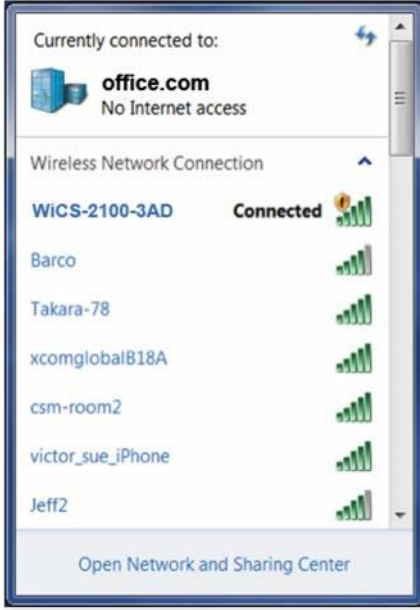 Currently connected to:
office.com
No Internet access
Wireless Network Connection
WiCS-2100-3AD Connected
Barco
Takara-78
xcomglobalB18A
csm-room2
victor_sue_iPhone
Jeff2
Open Network and Sharing Center